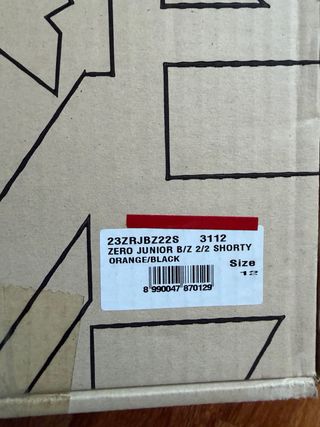 23ZRJBZ22S 3112
ZERO JUNIOR B/Z 2/2 SHORTY
ORANGE/BLACK
Size
12
8 990047 870129